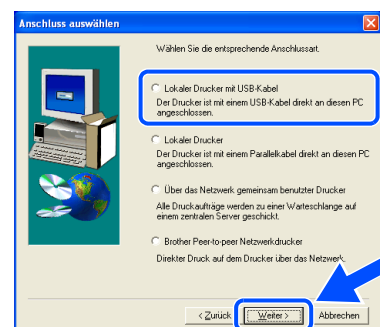 Anschluss auswählen
Wählen Sie die entsprechende Anschlussart.
Lokaler Drucker mit USB-Kabel
Der Drucker ist mit einem USB-Kabel direkt an diesen PC
angeschlossen.
Lokaler Drucker
Der Drucker ist mit einem Parallelkabel direkt an diesen PC
angeschlossen.
Über das Netzwerk gemeinsam benutzter Drucker
Alle Druckaufträge werden zu einer Warteschlange auf
einem zentralen Server geschickt.
Brother Peer-to-peer Netzwerkdrucker
Direkter Druck auf dem Drucker über das Netzwerk.
< Zurück Weiter > Abbrechen